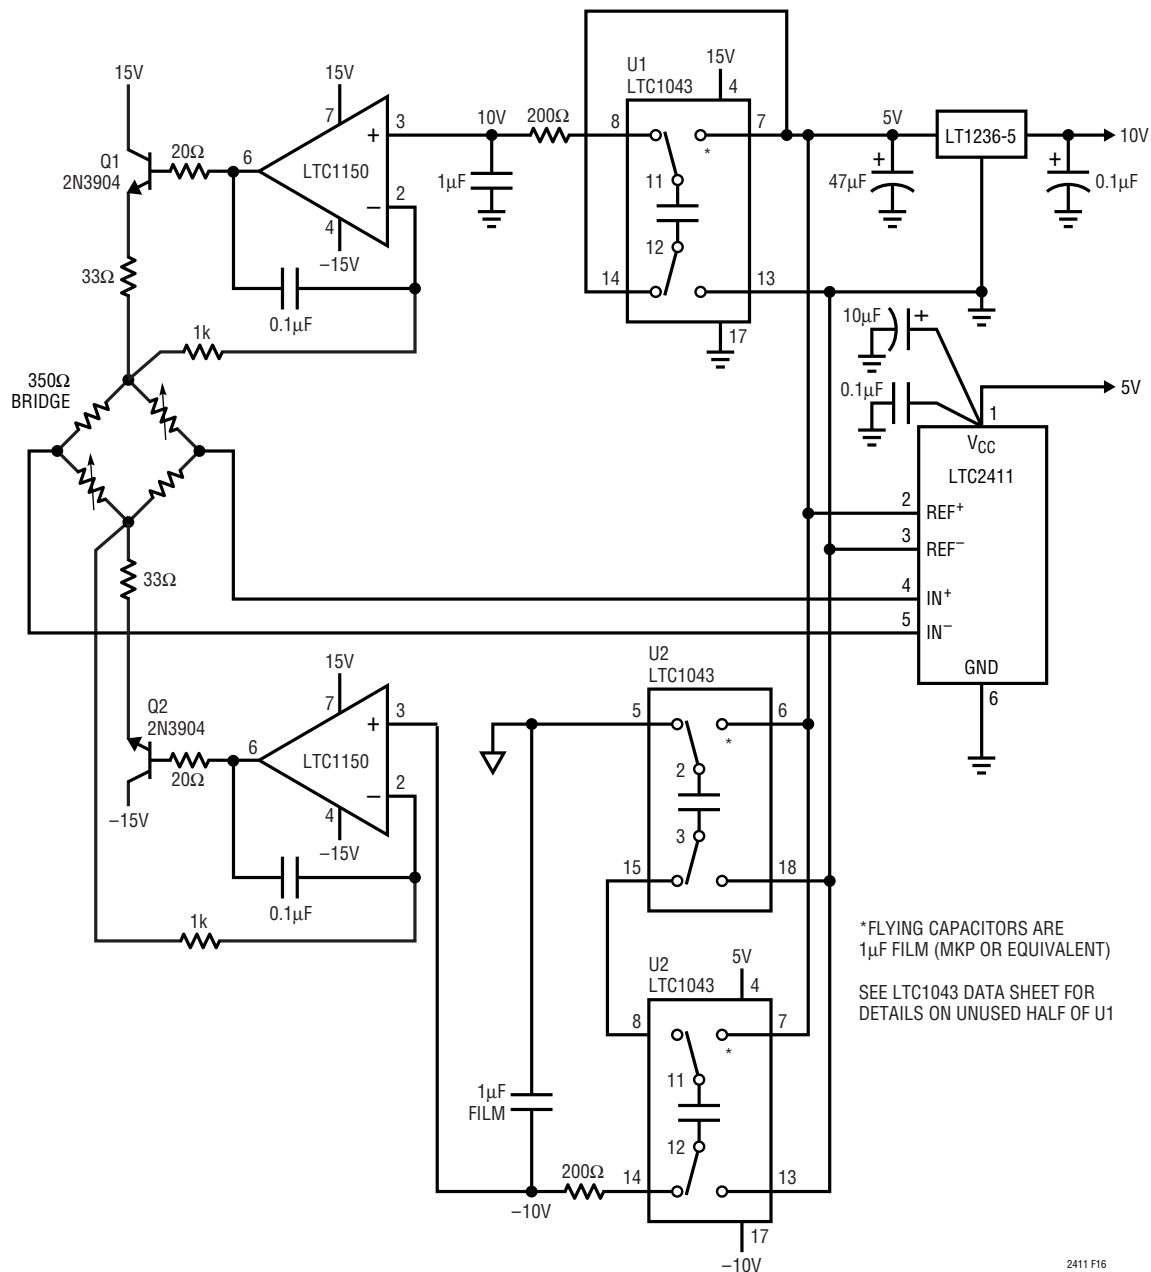 15V
Q1
2N3904
20Ω
6
15V
7
LTC1150
+
3
−
2
4
−15V
0.1µF
33Ω
1k
10V
1µF
200Ω
U1
LTC1043
15V
4
8
7
*
11
12
14
13
17
5V
+
47µF
LT1236-5
+
0.1µF
10V
350Ω
BRIDGE
10µF
+
0.1µF
5V
1
VCC
LTC2411
2
REF+
3
REF−
4
IN+
5
IN−
GND
6
33Ω
Q2
2N3904
20Ω
−15V
6
15V
7
LTC1150
+
3
−
2
4
−15V
0.1µF
1k
U2
LTC1043
5
6
*
2
3
15
18
U2
LTC1043
5V
4
8
7
*
11
12
14
13
17
−10V
1µF
FILM
200Ω
−10V
*FLYING CAPACITORS ARE
1µF FILM (MKP OR EQUIVALENT)
SEE LTC1043 DATA SHEET FOR
DETAILS ON UNUSED HALF OF U1
2411 F16